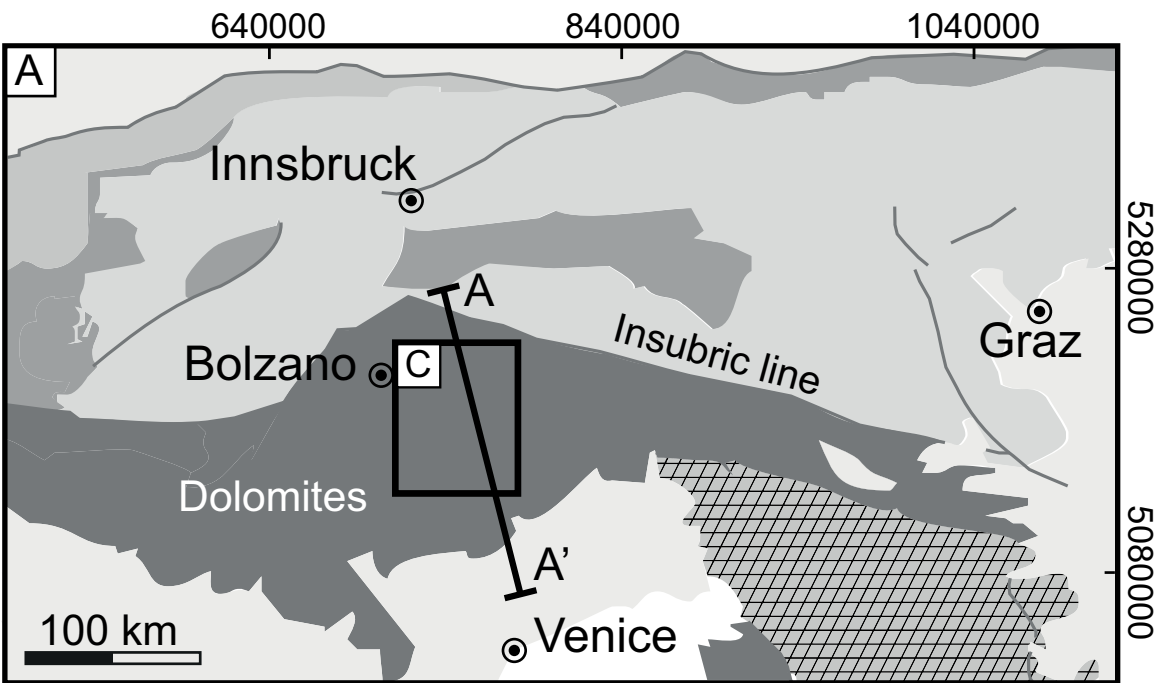 640000
840000
1040000
A
Innsbruck
5280000
A
Graz
Insubric line
Bolzano
C
Dolomites
A’
5080000
100 km
Venice